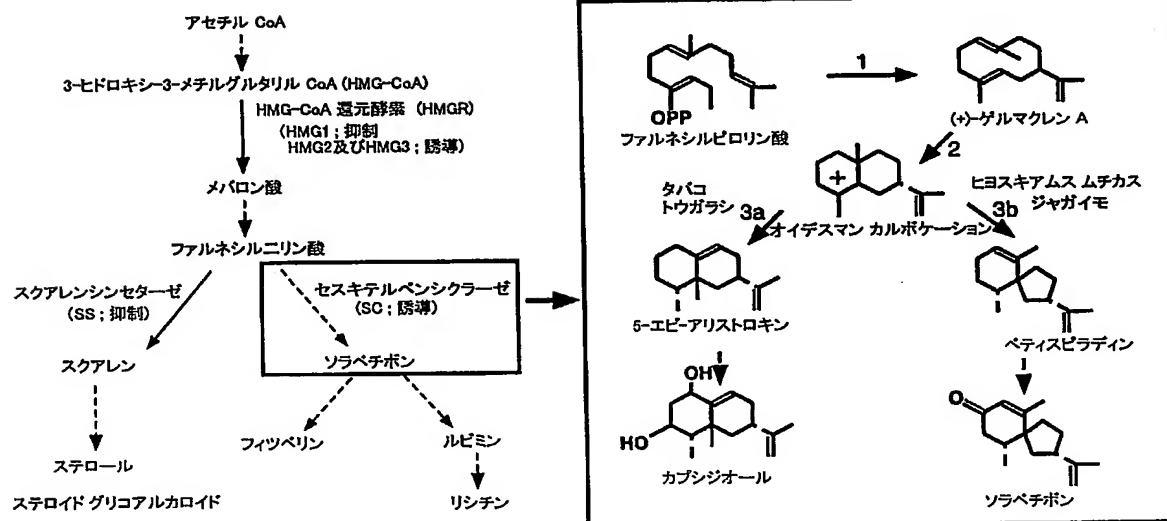 アセチル CoA
3-ヒドロキシ-3-メチルグルタリル CoA (HMG-CoA)
HMG-CoA 還元酵素 (HMGR)
(HMG1 ; 抑制
HMG2及びHMG3 ; 誘導)
メバロン酸
ファルネシルニリン酸
スクアレンシンセターゼ
(SS ; 抑制)
セスキテルペンシクラーゼ
(SC ; 誘導)
スクアレン
ソラベチボン
フィツベリン
ルビミン
ステロール
ステロイド グリコアルカロイド
リシチン
1
OPP
ファルネシルピロリン酸
(+)-ゲルマクレン A
2
+
タバコ
トウガラシ
3a
ヒヨスキアムス ムチカス
ジャガイモ
3b
オイデスマン カルボケーション
5-エピ-アリストロキン
ベティスピラディン
OH
HO
カプシジオール
O
ソラベチボン